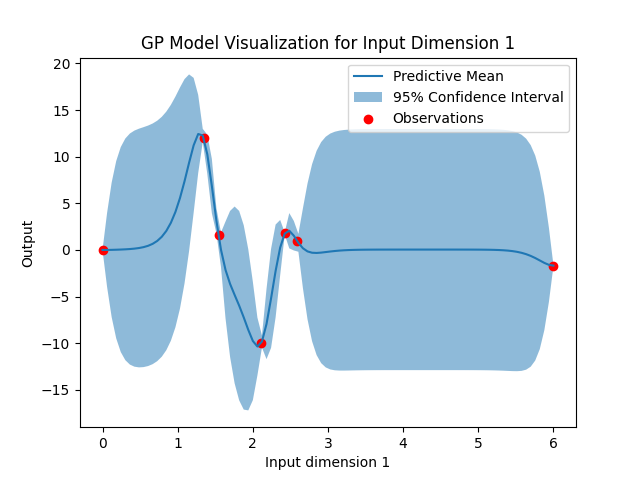 GP Model Visualization for Input Dimension 1
Predictive Mean
95% Confidence Interval
Observations
20
15
10
5
0
−5
−10
−15
Output
0 1 2 3 4 5 6
Input dimension 1